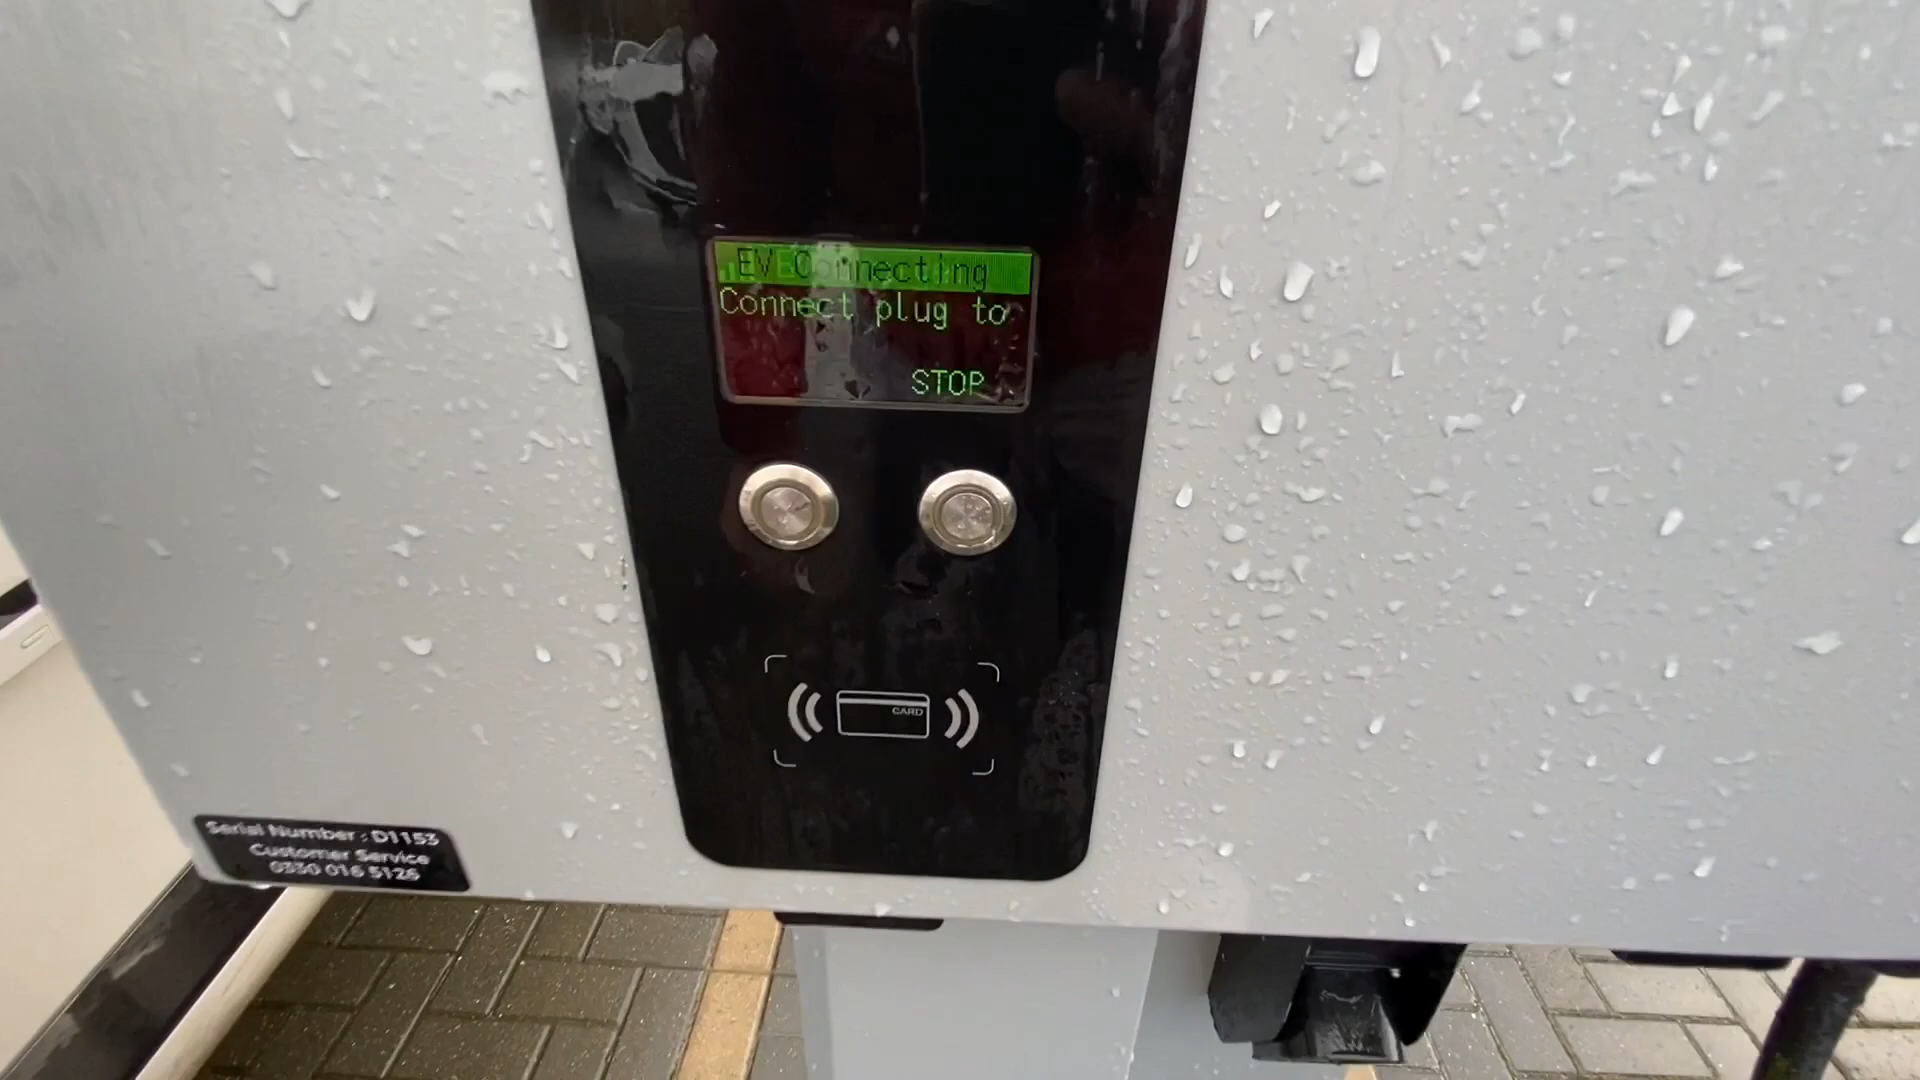 EV Connecting
Connect plug to
STOP
CARD
Serial Number : D1153
Customer Service
0330 016 5126